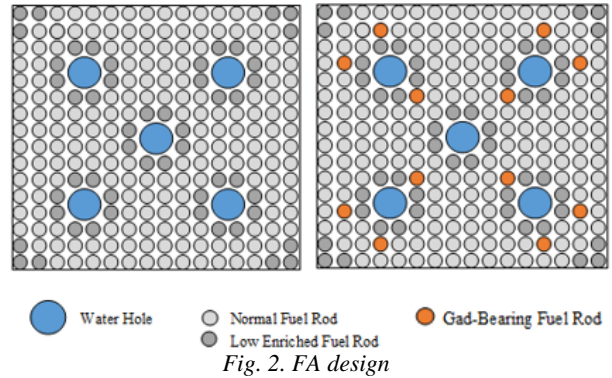 Water Hole
Normal Fuel Rod
Gad-Bearing Fuel Rod
Low Enriched Fuel Rod
Fig. 2. FA design